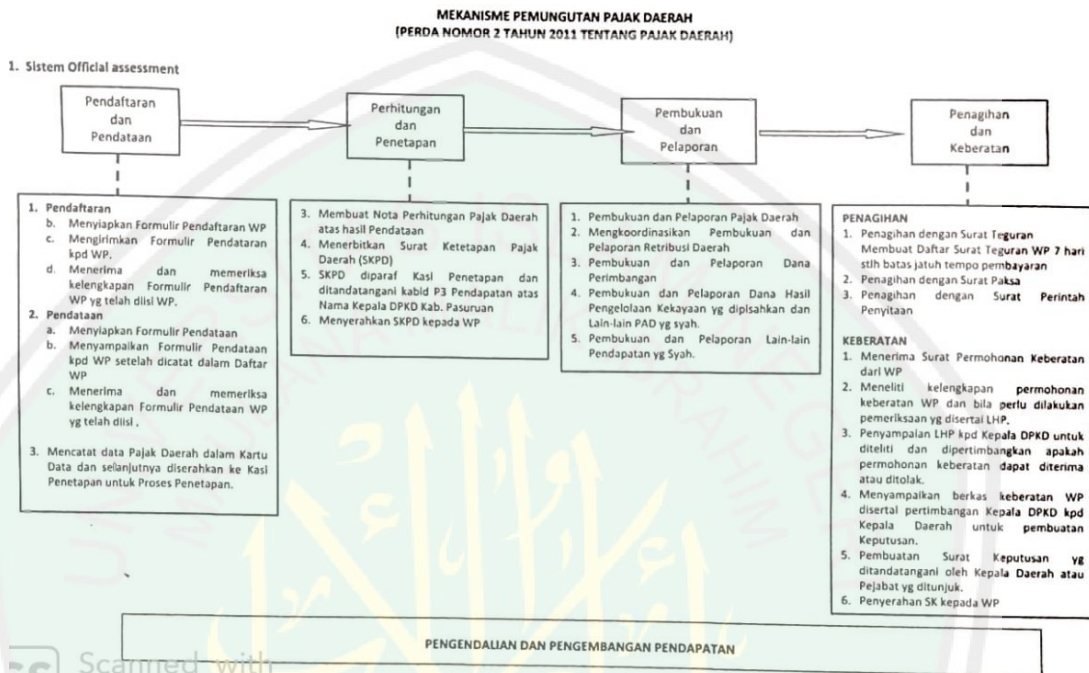 MEKANISME PEMUNGUTAN PAJAK DAERAH
(PERDA NOMOR 2 TAHUN 2011 TENTANG PAJAK DAERAH)
1. Sistem Official assessment
Pendaftaran
dan
Pendataan
Perhitungan
dan
Penetapan
Pembukuan
dan
Pelaporan
Penagihan
dan
Keberatan
1. Pendaftaran
b. Menyiapkan Formulir Pendaftaran WP
c. Mengirimkan Formulir Pendataran
kpd WP.
d. Menerima dan memeriksa
kelengkapan Formulir Pendaftaran
WP yg telah diisi WP.
2. Pendataan
a. Menyiapkan Formulir Pendataan
b. Menyampaikan Formulir Pendataan
kpd WP setelah dicatat dalam Daftar
WP
c. Menerima dan memeriksa
kelengkapan Formulir Pendataan WP
yg telah diisi .
3. Mencatat data Pajak Daerah dalam Kartu
Data dan selanjutnya diserahkan ke Kasi
Penetapan untuk Proses Penetapan.
3. Membuat Nota Perhitungan Pajak Daerah
atas hasil Pendataan
4. Menerbitkan Surat Ketetapan Pajak
Daerah (SKPD)
5. SKPD diparaf Kasi Penetapan dan
ditandatangani kabid P3 Pendapatan atas
Nama Kepala DPKD Kab. Pasuruan
6. Menyerahkan SKPD kepada WP
1. Pembukuan dan Pelaporan Pajak Daerah
2. Mengkoordinasikan Pembukuan dan
Pelaporan Retribusi Daerah
3. Pembukuan dan Pelaporan Dana
Perimbangan
4. Pembukuan dan Pelaporan Dana Hasil
Pengelolaan Kekayaan yg dipisahkan dan
Lain-lain PAD yg syah.
5. Pembukuan dan Pelaporan Lain-lain
Pendapatan yg Syah.
PENAGIHAN
1. Penagihan dengan Surat Teguran
Membuat Daftar Surat Teguran WP 7 hari
stlh batas jatuh tempo pembayaran
2. Penagihan dengan Surat Paksa
3. Penagihan dengan Surat Perintah
Penyitaan
KEBERATAN
1. Menerima Surat Permohonan Keberatan
dari WP
2. Meneliti kelengkapan permohonan
keberatan WP dan bila perlu dilakukan
pemeriksaan yg disertai LHP.
3. Penyampaian LHP kpd Kepala DPKD untuk
diteliti dan dipertimbangkan apakah
permohonan keberatan dapat diterima
atau ditolak.
4. Menyampaikan berkas keberatan WP
disertai pertimbangan Kepala DPKD kpd
Kepala Daerah untuk pembuatan
Keputusan.
5. Pembuatan Surat Keputusan yg
ditandatangani oleh Kepala Daerah atau
Pejabat yg ditunjuk.
6. Penyerahan SK kepada WP
PENGENDALIAN DAN PENGEMBANGAN PENDAPATAN
Scanned with